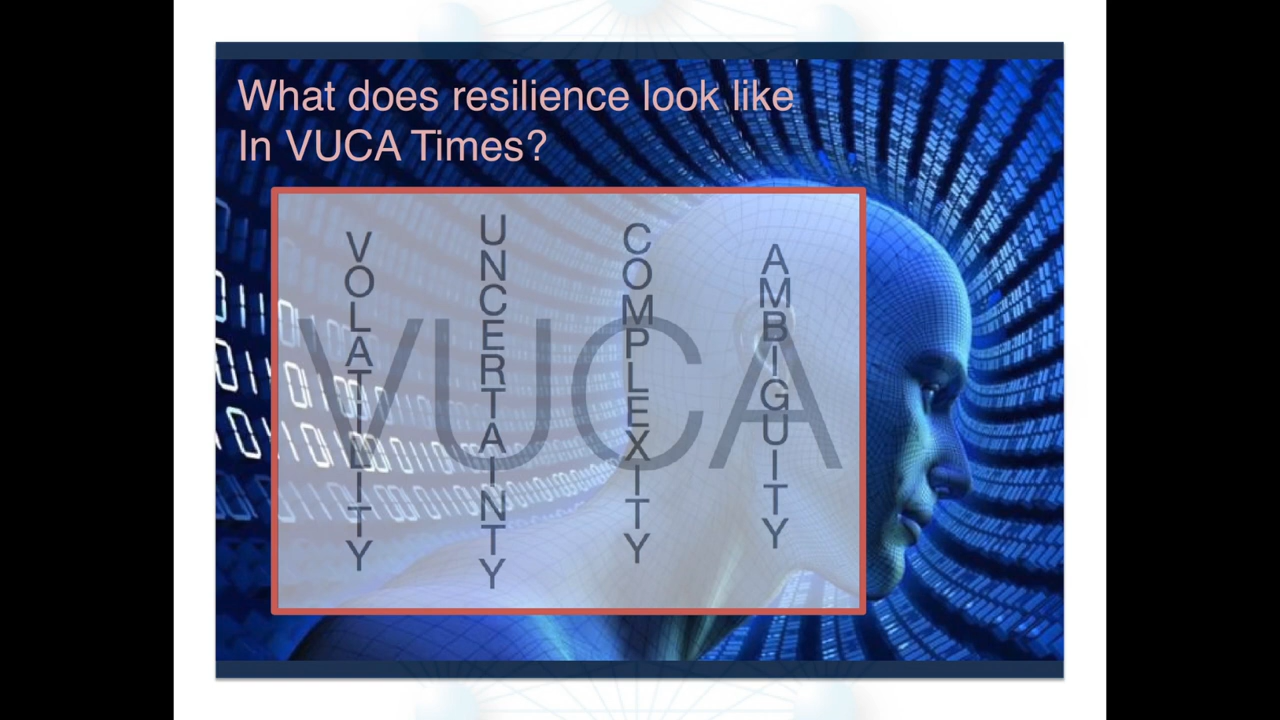 What does resilience look like
In VUCA Times?
VOLATILITY
UNCERTAINTY
COMPLEXITY
AMBIGUITY
VUCA